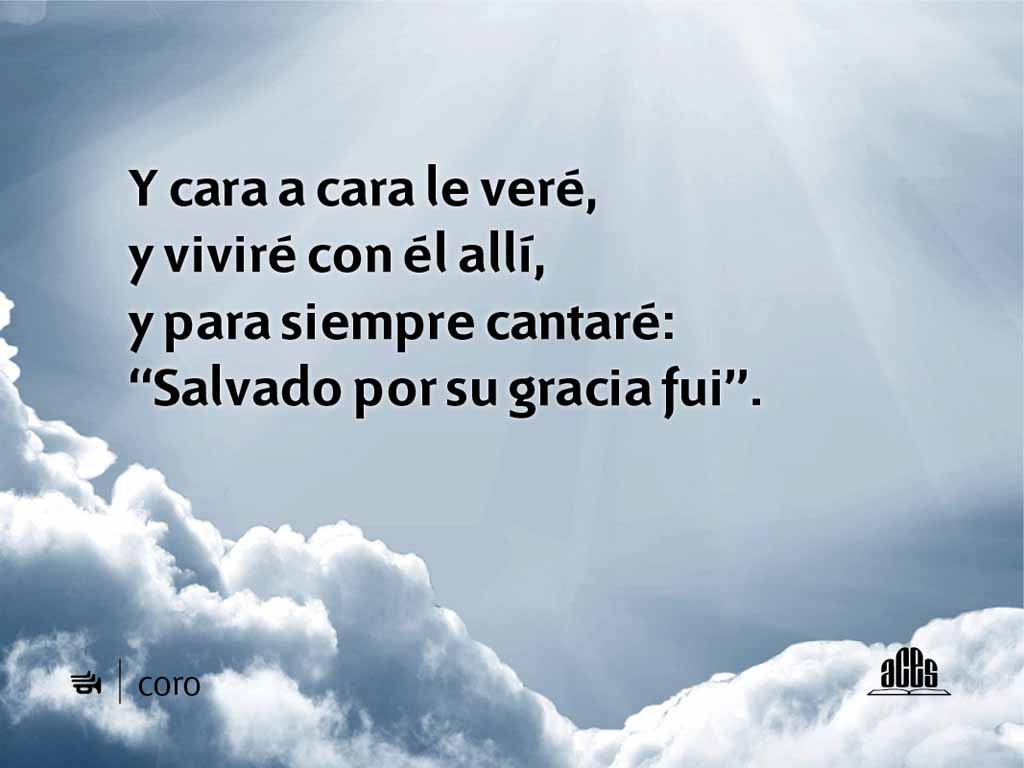 Y cara a cara le veré,
y viviré con él allí,
y para siempre cantaré:
“Salvado por su gracia fui”.
coro
aces